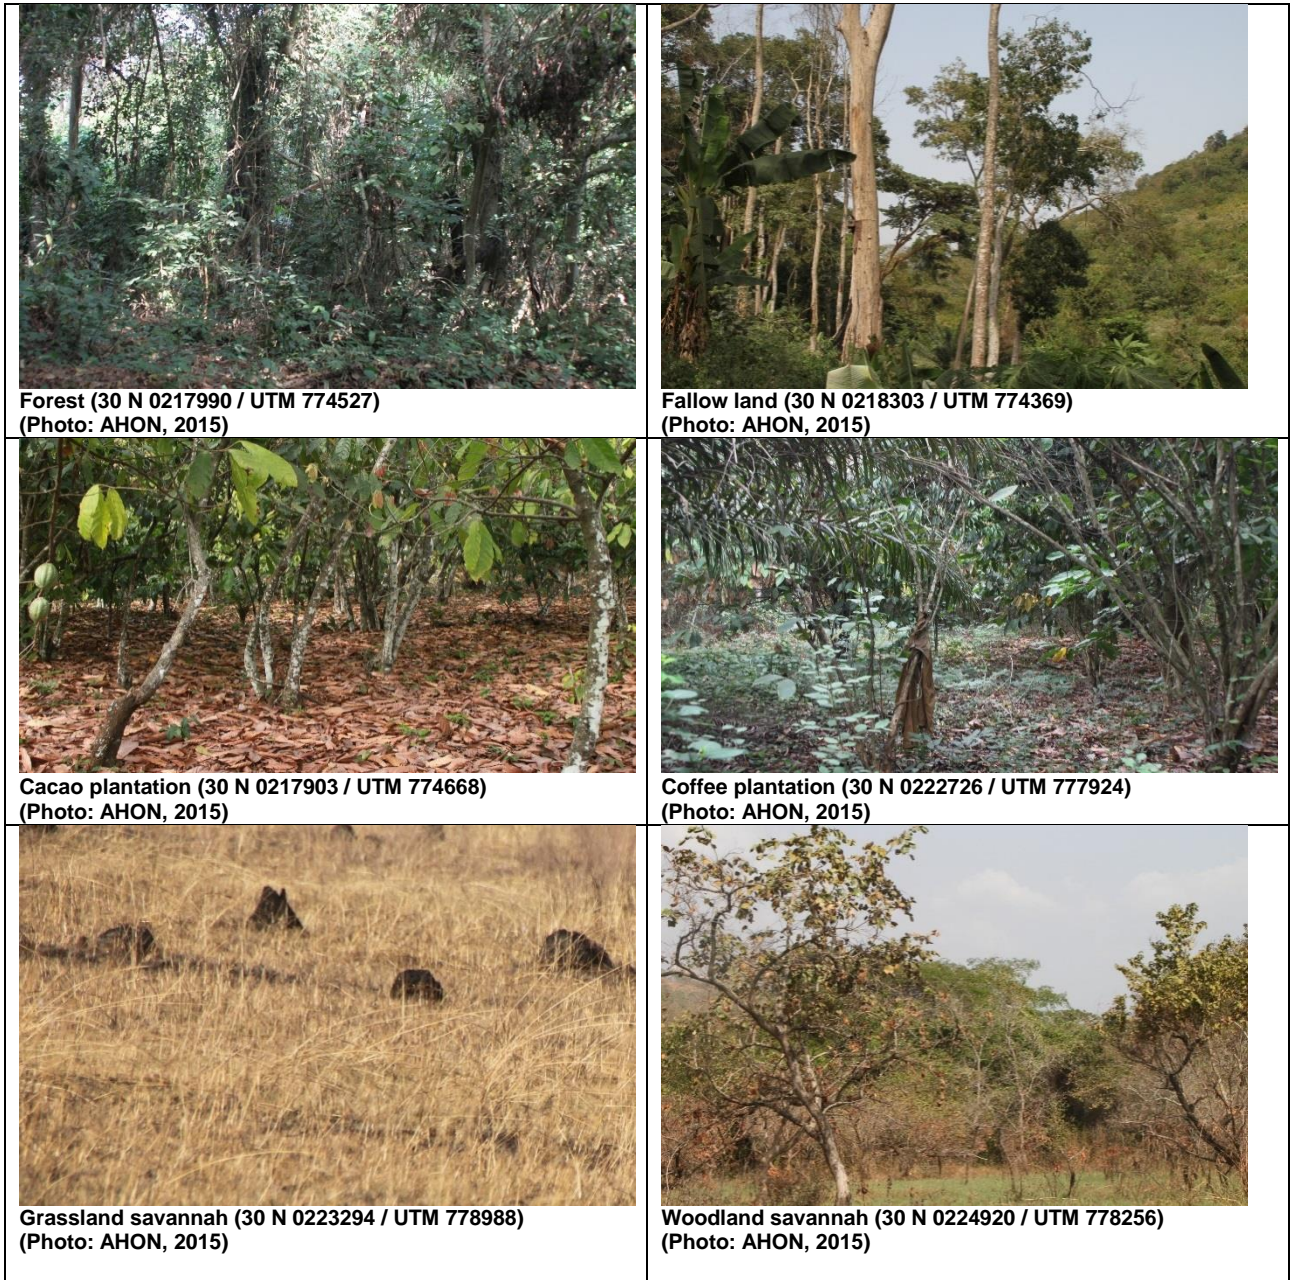 Forest (30 N 0217990 / UTM 774527)
(Photo: AHON, 2015)
Fallow land (30 N 0218303 / UTM 774369)
(Photo: AHON, 2015)
Cacao plantation (30 N 0217903 / UTM 774668)
(Photo: AHON, 2015)
Coffee plantation (30 N 0222726 / UTM 777924)
(Photo: AHON, 2015)
Grassland savannah (30 N 0223294 / UTM 778988)
(Photo: AHON, 2015)
Woodland savannah (30 N 0224920 / UTM 778256)
(Photo: AHON, 2015)